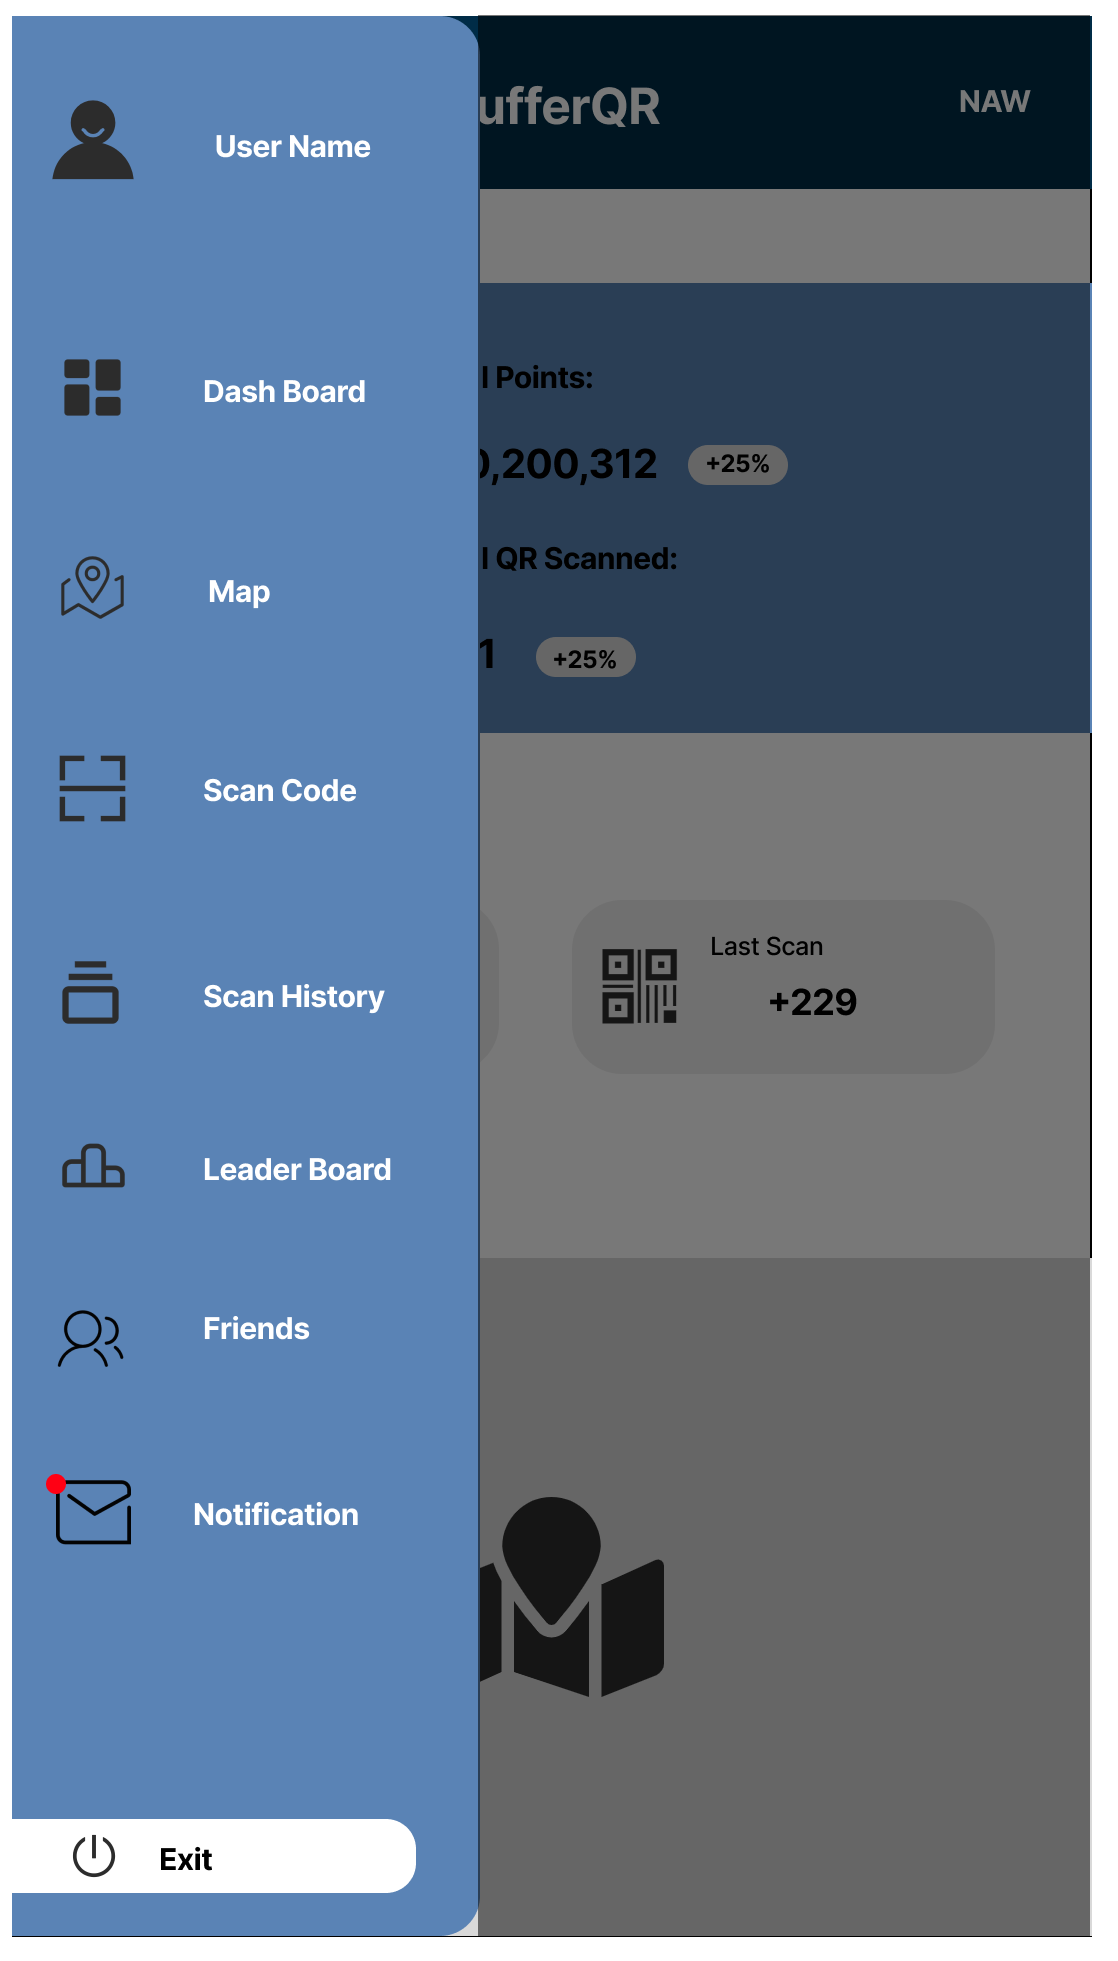 User Name
Dash Board
Map
Scan Code
Scan History
Leader Board
Friends
Notification
Exit
ufferQR
NAW
l Points:
0,200,312
+25%
l QR Scanned:
1
+25%
Last Scan
+229